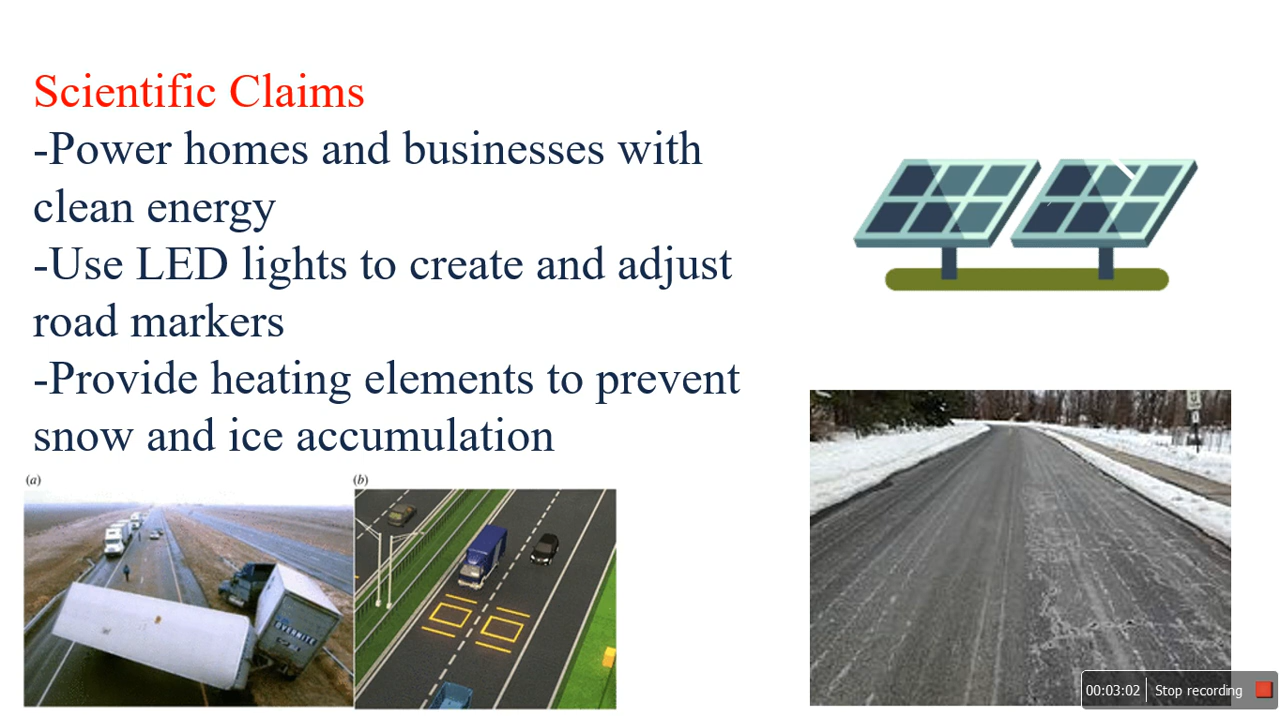 Scientific Claims
-Power homes and businesses with
clean energy
-Use LED lights to create and adjust
road markers
-Provide heating elements to prevent
snow and ice accumulation
(a)
(b)
OVERNITE
00:03:02 Stop recording